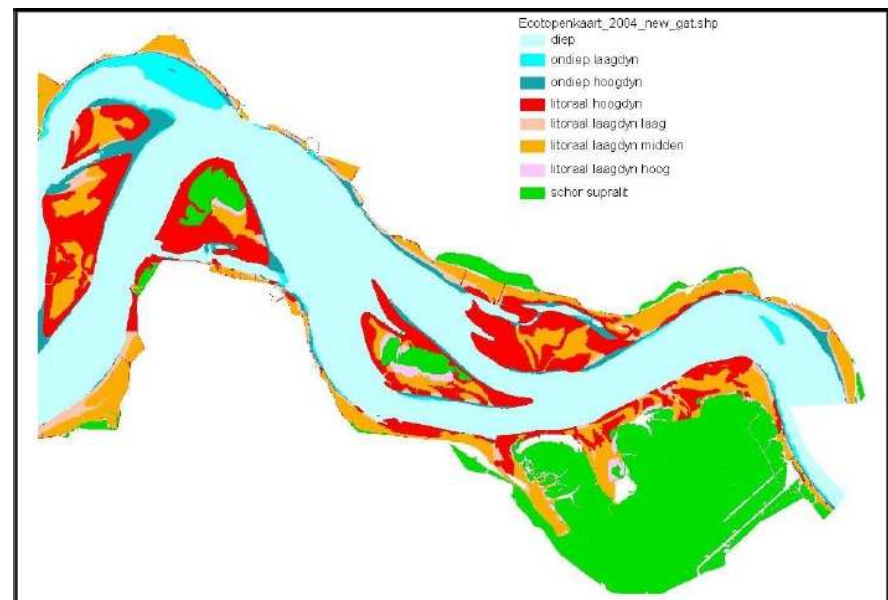 Ecotopenkaart_2004_new_gat.shp
diep
ondiep laagdyn
ondiep hoogdyn
litoraal hoogdyn
litoraal laagdyn laag
litoraal laagdyn midden
litoraal laagdyn hoog
schor supralit